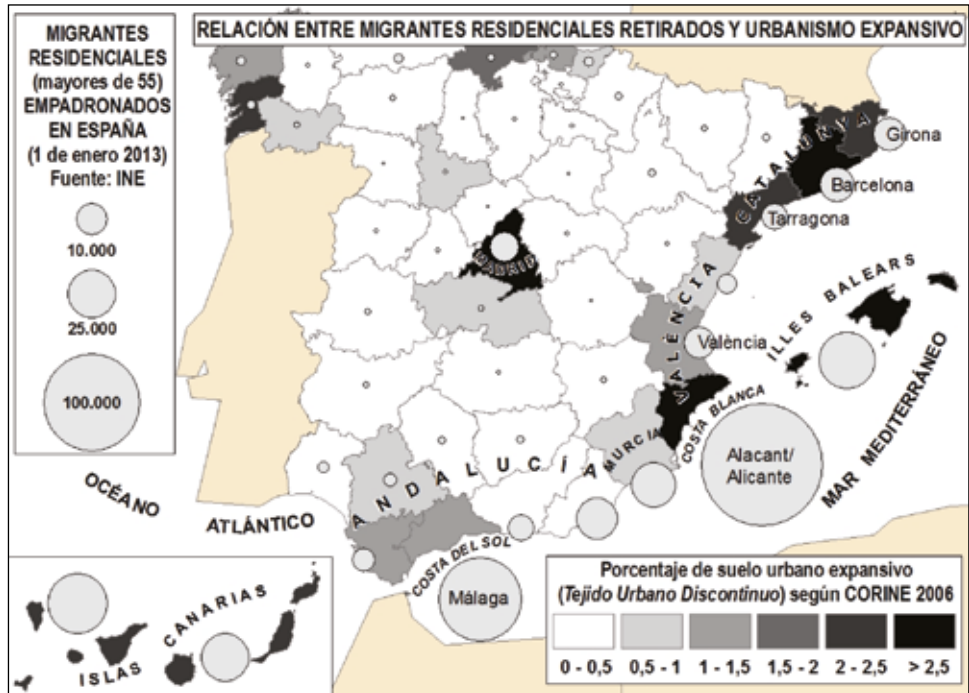 RELACIÓN ENTRE MIGRANTES RESIDENCIALES RETIRADOS Y URBANISMO EXPANSIVO
MIGRANTES
RESIDENCIALES
(mayores de 55)
EMPADRONADOS
EN ESPAÑA
(1 de enero 2013)
Fuente: INE
10.000
25.000
100.000
CATALUNYA
Girona
Barcelona
Tarragona
MADRID
VALÈNCIA
València
ILLES BALEARS
MAR MEDITERRÁNEO
COSTA BLANCA
MURCIA
Alacant/
Alicante
ANDALUCÍA
OCÉANO
ATLÁNTICO
COSTA DEL SOL
Málaga
ISLAS CANARIAS
Porcentaje de suelo urbano expansivo
(Tejido Urbano Discontinuo) según CORINE 2006
0 - 0,5 0,5 - 1 1 - 1,5 1,5 - 2 2 - 2,5 > 2,5